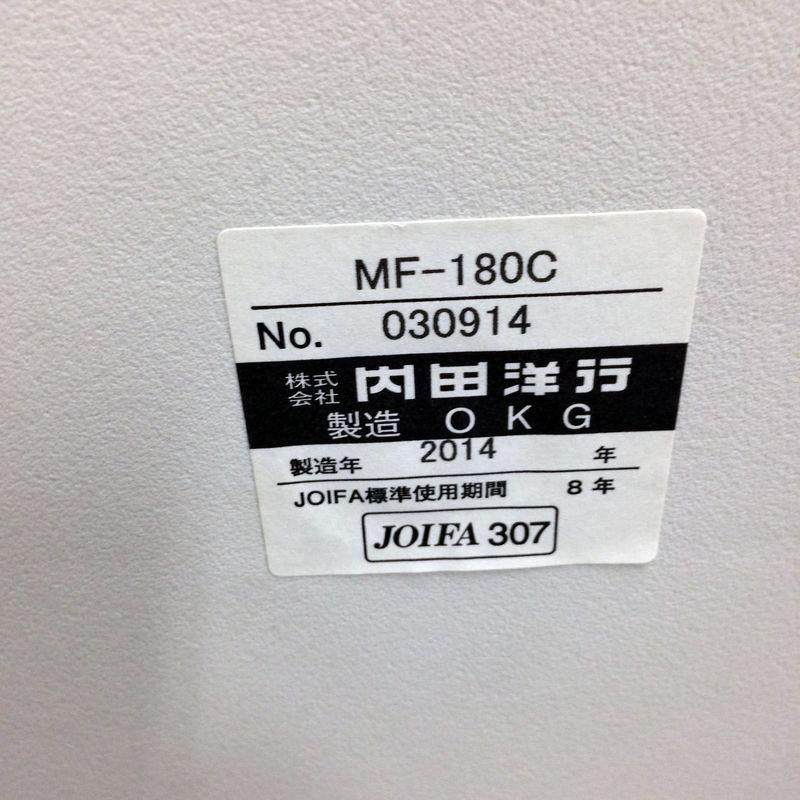 MF-180C
No. 030914
株式会社 内田洋行
製造 OKG
製造年 2014 年
JOIFA標準使用期間 8年
JOIFA 307